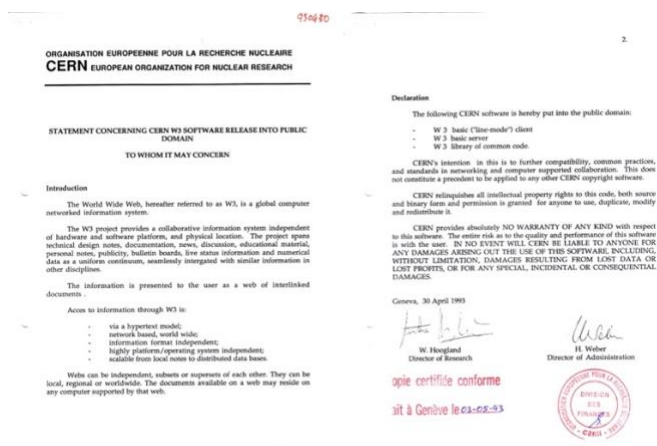 930480
ORGANISATION EUROPEENNE POUR LA RECHERCHE NUCLEAIRE
CERN EUROPEAN ORGANIZATION FOR NUCLEAR RESEARCH
STATEMENT CONCERNING CERN W3 SOFTWARE RELEASE INTO PUBLIC
DOMAIN
TO WHOM IT MAY CONCERN
Introduction
The World Wide Web, hereafter referred to as W3, is a global computer
networked information system.
The W3 project provides a collaborative information system independent
of hardware and software platform, and physical location. The project spans
technical design notes, documentation, news, discussion, educational material,
personal notes, publicity, bulletin boards, live status information and numerical
data as a uniform continuum, seamlessly intergated with similar information in
other disciplines.
The information is presented to the user as a web of interlinked
documents .
Acces to information through W3 is:
- via a hypertext model;
- network based, world wide;
- information format independent;
- highly platform/operating system independent;
- scalable from local notes to distributed data bases.
Webs can be independent, subsets or supersets of each other. They can be
local, regional or worldwide. The documents available on a web may reside on
any computer supported by that web.
2.
Declaration
The following CERN software is hereby put into the public domain:
- W 3 basic ("line-mode") client
- W 3 basic server
- W 3 library of common code.
CERN's intention in this is to further compatibility, common practices,
and standards in networking and computer supported collaboration. This does
not constitute a precedent to be applied to any other CERN copyright software.
CERN relinquishes all intellectual property rights to this code, both source
and binary form and permission is granted for anyone to use, duplicate, modify
and redistribute it.
CERN provides absolutely NO WARRANTY OF ANY KIND with respect
to this software. The entire risk as to the quality and performance of this software
is with the user. IN NO EVENT WILL CERN BE LIABLE TO ANYONE FOR
ANY DAMAGES ARISING OUT THE USE OF THIS SOFTWARE, INCLUDING,
WITHOUT LIMITATION, DAMAGES RESULTING FROM LOST DATA OR
LOST PROFITS, OR FOR ANY SPECIAL, INCIDENTAL OR CONSEQUENTIAL
DAMAGES.
Geneva, 30 April 1993
W. Hoogland
Director of Research
H. Weber
Director of Administration
opie certifiée conforme
ait à Genève le 03-05-93
DIVISION
DES
FINANCES
CERN